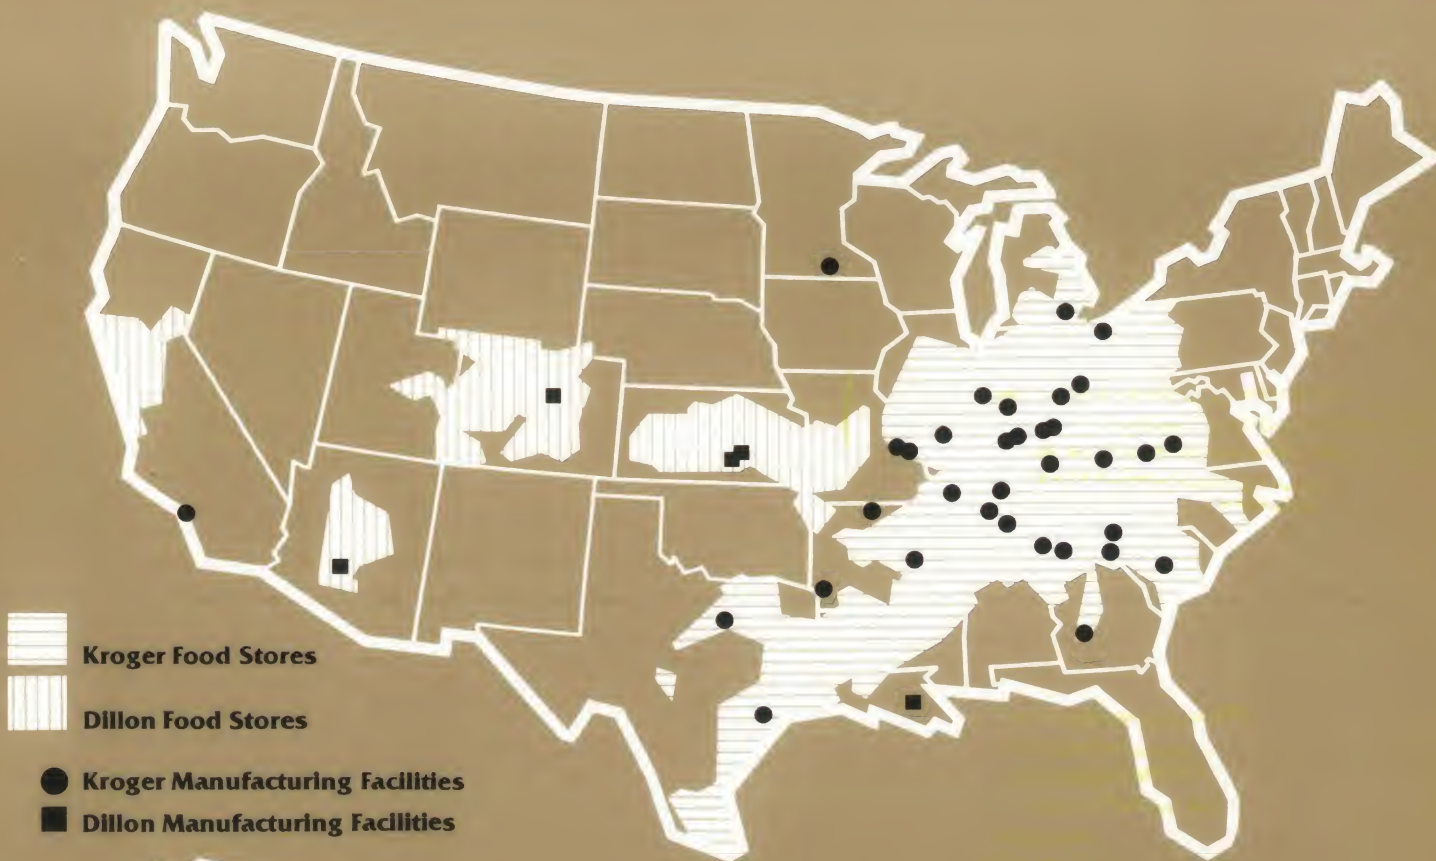 Kroger Food Stores
Dillon Food Stores
Kroger Manufacturing Facilities
Dillon Manufacturing Facilities